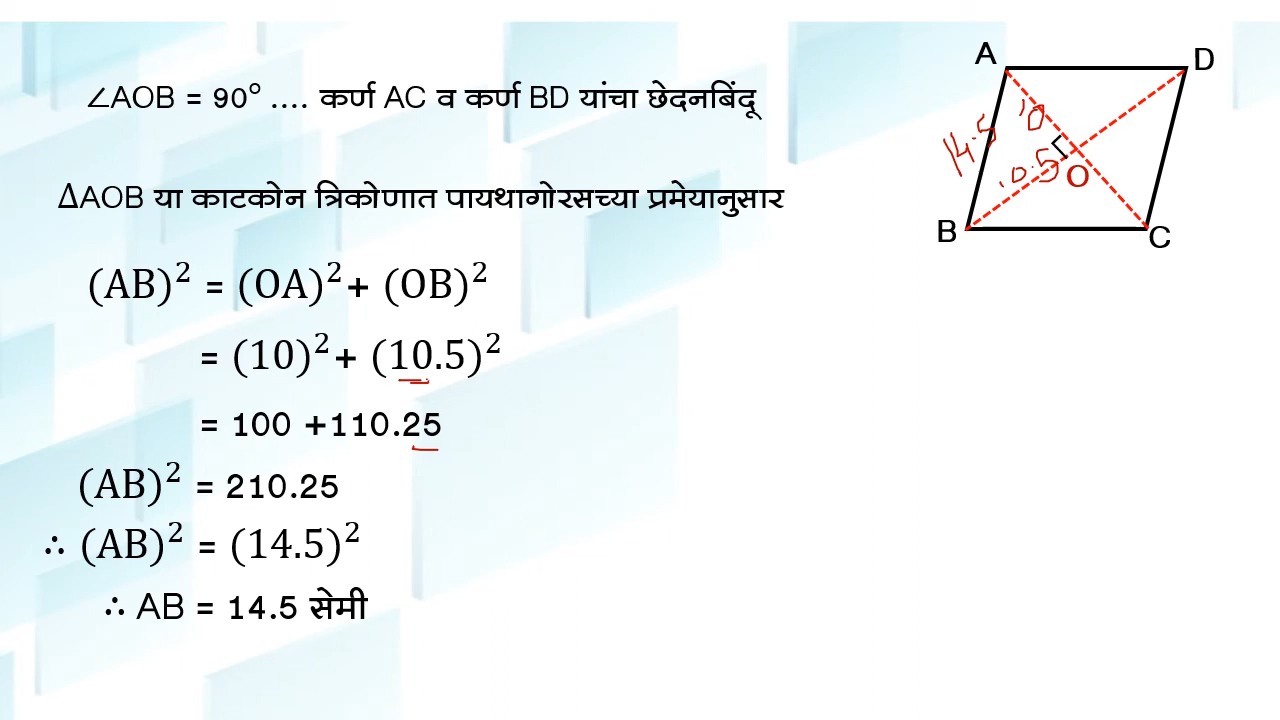 ∠AOB = 90° .... कर्ण AC व कर्ण BD यांचा छेदनबिंदू
ΔAOB या काटकोन त्रिकोणात पायथागोरसच्या प्रमेयानुसार
(AB)² = (OA)² + (OB)²
= (10)² + (10.5)²
= 100 +110.25
(AB)² = 210.25
∴ (AB)² = (14.5)²
∴ AB = 14.5 सेमी
A
D
14.5
10
10.5
O
B
C